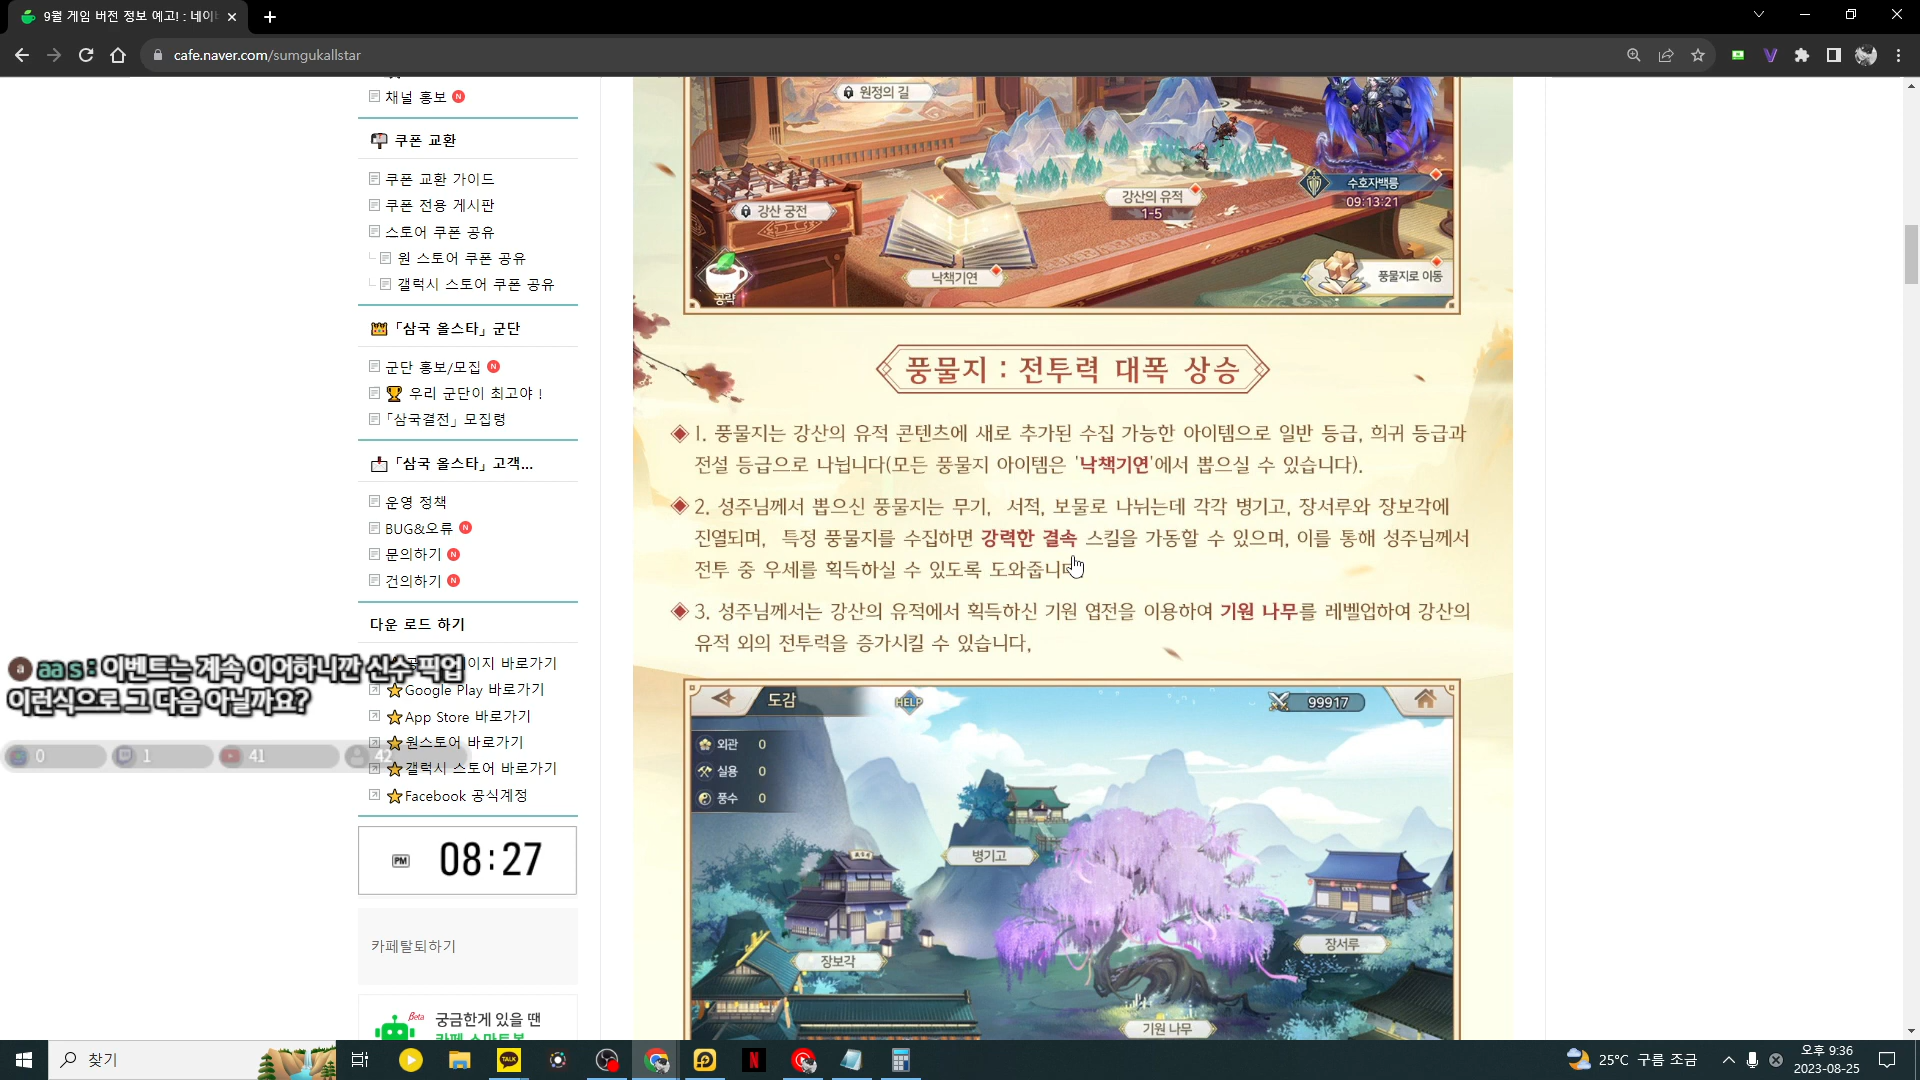 9월 게임 버전 정보 예고! : 네이
cafe.naver.com/sumgukallstar
채널 홍보 N
쿠폰 교환
쿠폰 교환 가이드
쿠폰 전용 게시판
스토어 쿠폰 공유
원 스토어 쿠폰 공유
갤럭시 스토어 쿠폰 공유
「삼국 올스타」 군단
군단 홍보/모집 N
우리 군단이 최고야 !
「삼국결전」 모집령
「삼국 올스타」 고객...
운영 정책
BUG&오류 N
문의하기 N
건의하기 N
다운 로드 하기
이지 바로가기
Google Play 바로가기
App Store 바로가기
원스토어 바로가기
갤럭시 스토어 바로가기
Facebook 공식계정
a aa s : 이벤트는 계속 이어하니깐 신수 픽업
이런식으로 그 다음 아닐까요?
0 1 41 42
PM 08:27
카페탈퇴하기
Beta 궁금한게 있을 땐
카페 스마트봇
원정의 길
강산 궁전
강산의 유적
1-5
수호자백룡
09:13:21
공략
낙책기연
풍물지로 이동
풍물지 : 전투력 대폭 상승
1. 풍물지는 강산의 유적 콘텐츠에 새로 추가된 수집 가능한 아이템으로 일반 등급, 희귀 등급과
전설 등급으로 나뉩니다(모든 풍물지 아이템은 '낙책기연'에서 뽑으실 수 있습니다).
2. 성주님께서 뽑으신 풍물지는 무기, 서적, 보물로 나뉘는데 각각 병기고, 장서루와 장보각에
진열되며, 특정 풍물지를 수집하면 강력한 결속 스킬을 가동할 수 있으며, 이를 통해 성주님께서
전투 중 우세를 획득하실 수 있도록 도와줍니다
3. 성주님께서는 강산의 유적에서 획득하신 기원 엽전을 이용하여 기원 나무를 레벨업하여 강산의
유적 외의 전투력을 증가시킬 수 있습니다.
도감
HELP
99917
외관 0
실용 0
풍수 0
병기고
장보각
장서루
기원 나무
찾기
TALK
N
25°C 구름 조금
오후 9:36
2023-08-25